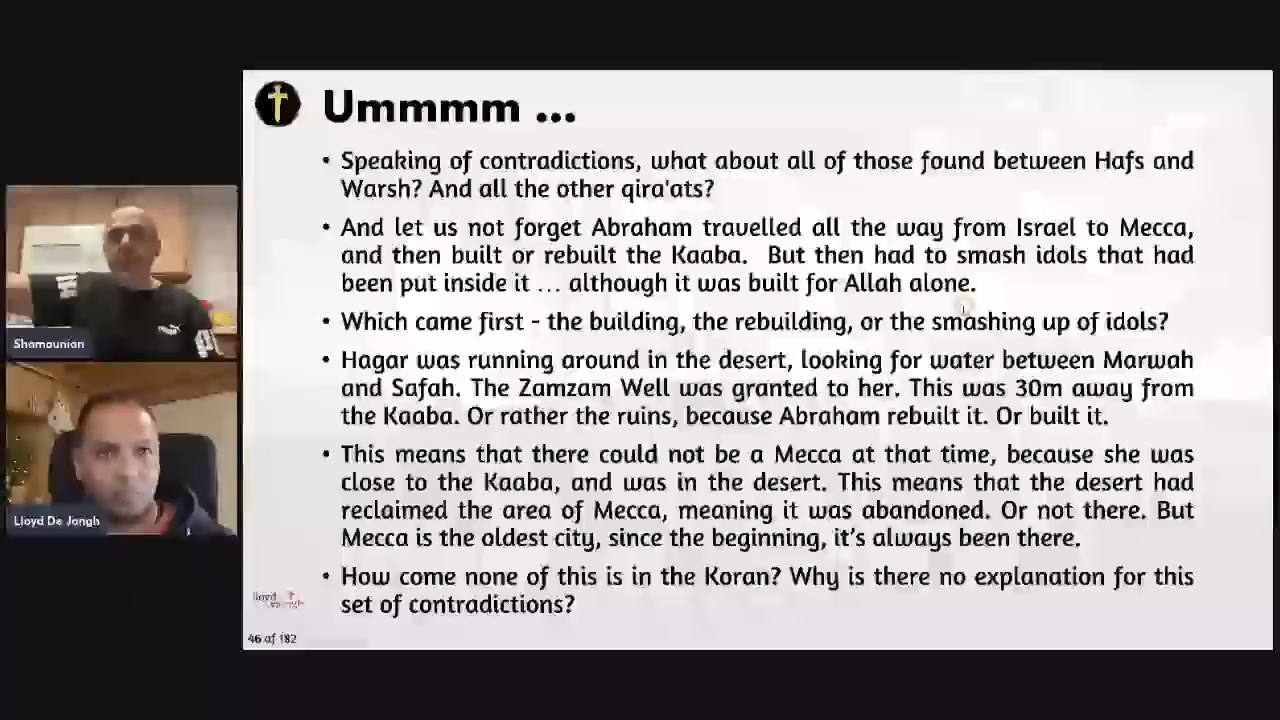 Ummmm ...
• Speaking of contradictions, what about all of those found between Hafs and
Warsh? And all the other qira'ats?
• And let us not forget Abraham travelled all the way from Israel to Mecca,
and then built or rebuilt the Kaaba. But then had to smash idols that had
been put inside it ... although it was built for Allah alone.
• Which came first - the building, the rebuilding, or the smashing up of idols?
• Hagar was running around in the desert, looking for water between Marwah
and Safah. The Zamzam Well was granted to her. This was 30m away from
the Kaaba. Or rather the ruins, because Abraham rebuilt it. Or built it.
• This means that there could not be a Mecca at that time, because she was
close to the Kaaba, and was in the desert. This means that the desert had
reclaimed the area of Mecca, meaning it was abandoned. Or not there. But
Mecca is the oldest city, since the beginning, it's always been there.
• How come none of this is in the Koran? Why is there no explanation for this
set of contradictions?
46 of 182
Shamounian
Lloyd De Jongh